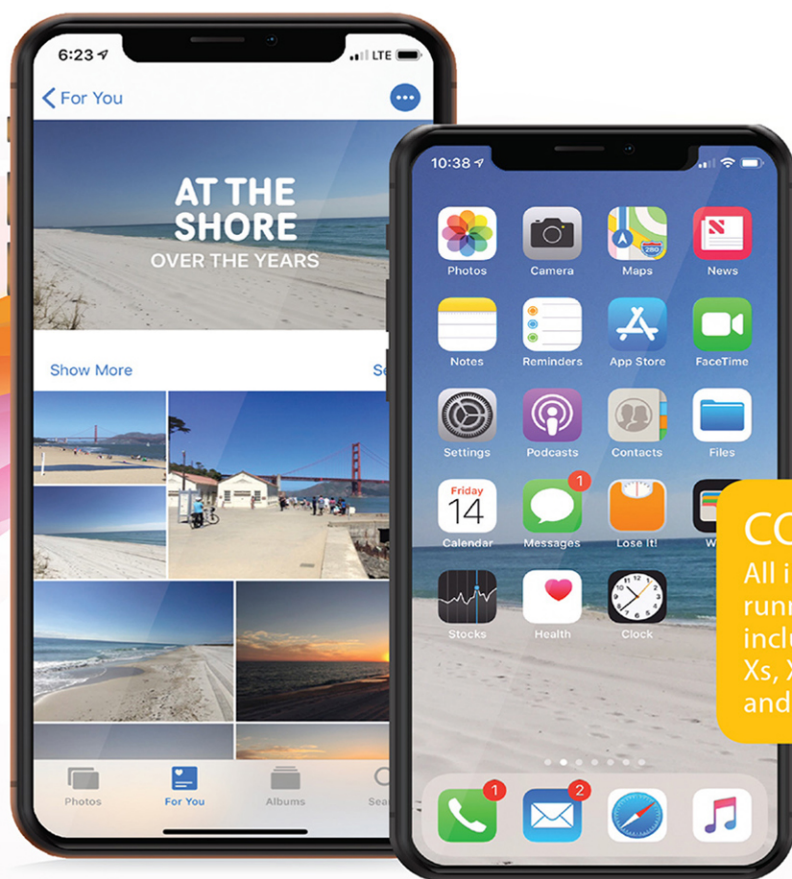 6:23
LTE
For You
AT THE
SHORE
OVER THE YEARS
Show More
Photos
For You
Albums
10:38
Photos
Camera
Maps
News
280
Notes
Reminders
App Store
FaceTime
Settings
Podcasts
Contacts
Files
Friday
14
1
Calendar
Messages
Lose It!
Stocks
Health
Clock
1
2
All i
runn
inclu
Xs, X
and